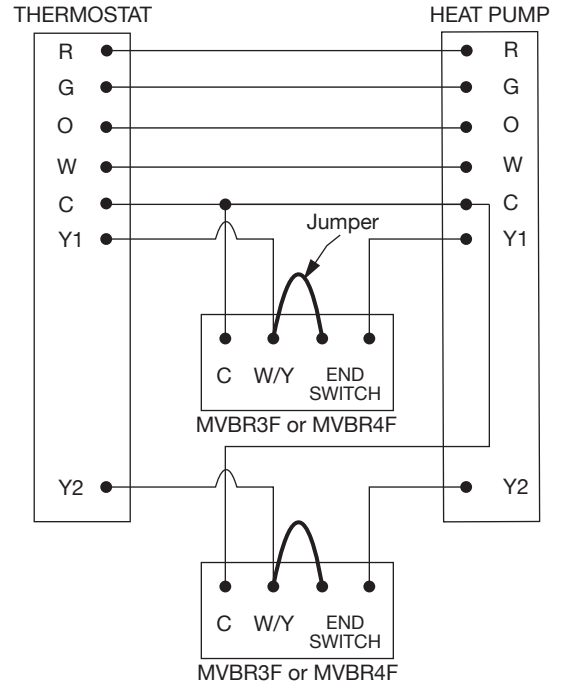 THERMOSTAT
HEAT PUMP
R
R
G
G
O
O
W
W
C
C
Y1
Jumper
Y1
C W/Y END
SWITCH
MVBR3F or MVBR4F
Y2
Y2
C W/Y END
SWITCH
MVBR3F or MVBR4F